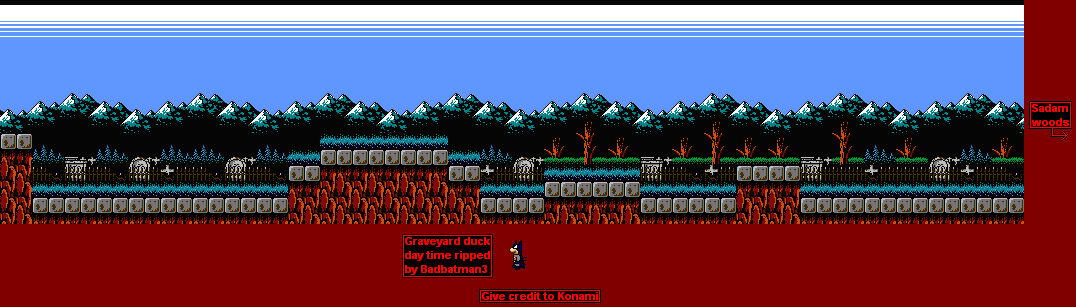 Sadam
woods
Graveyard duck
day time ripped
by Badbatman3
Give credit to Konami